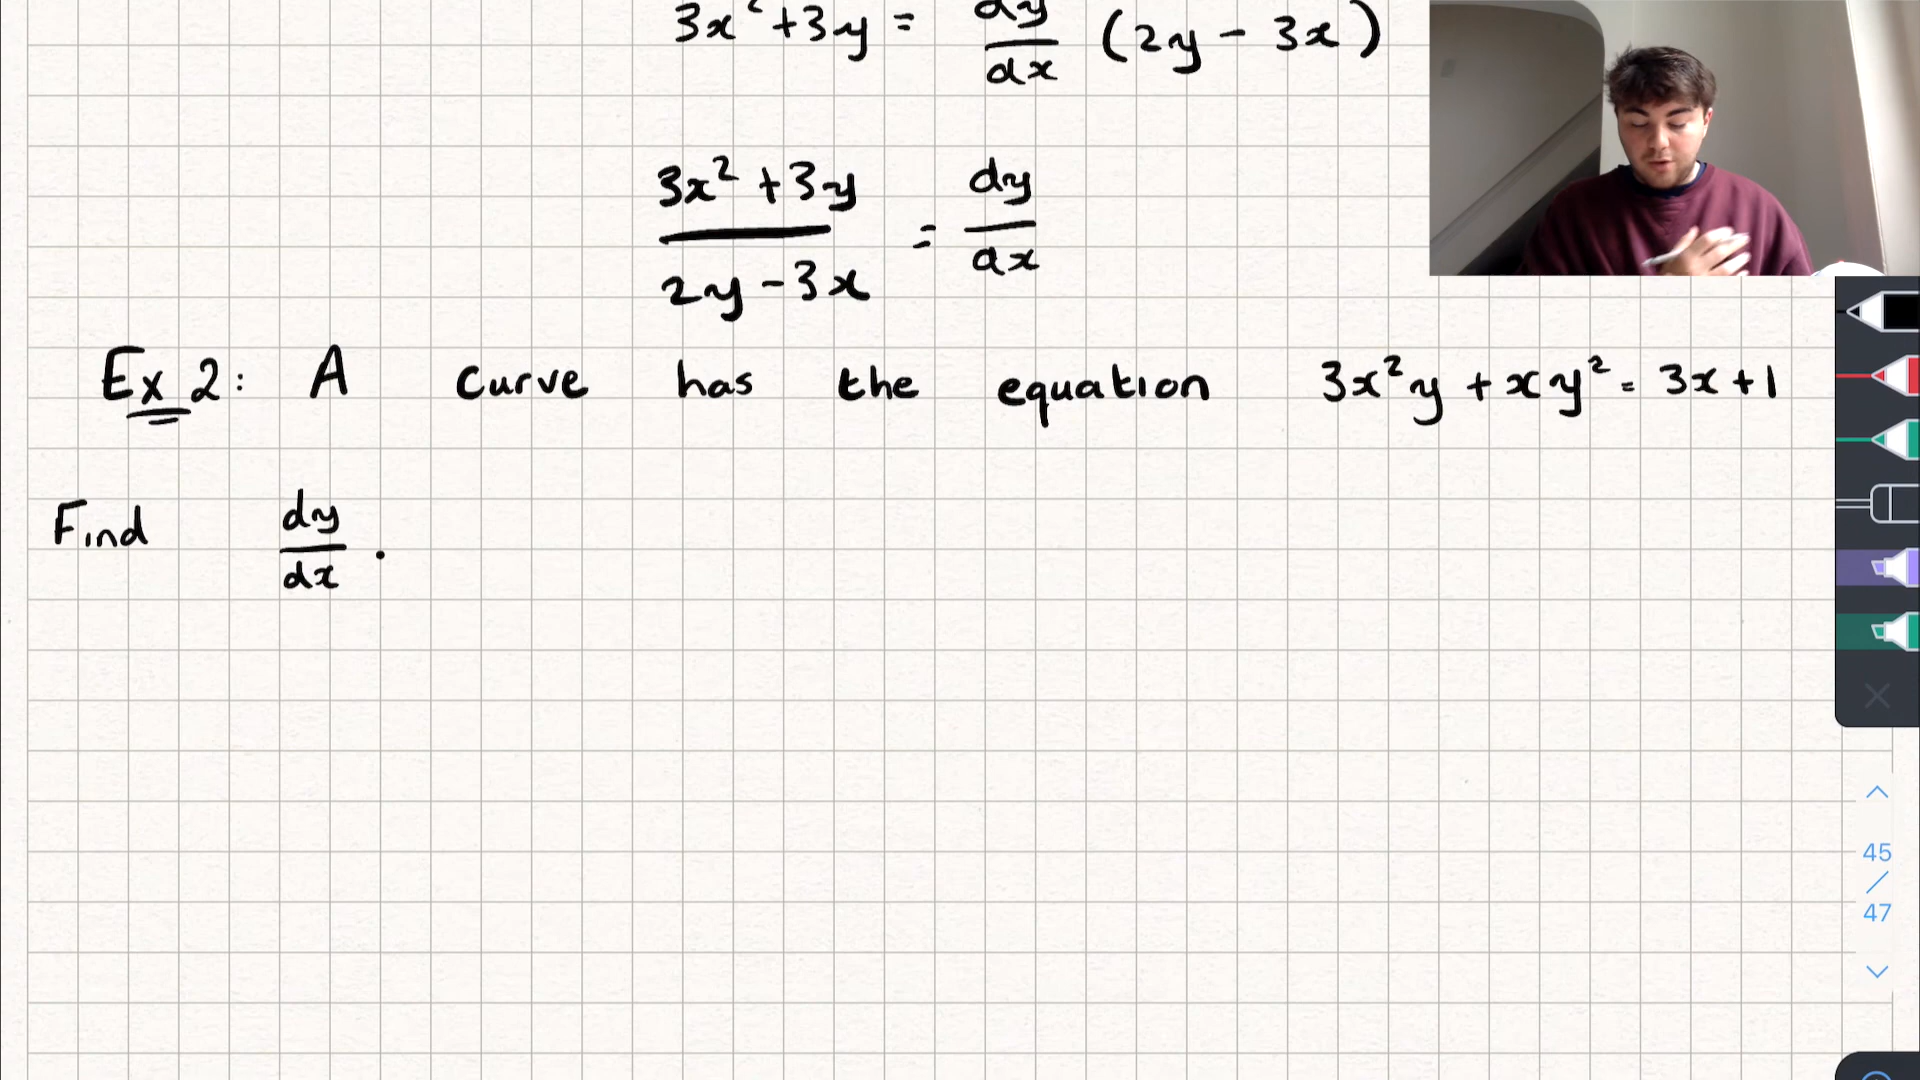 3x² + 3y = dy/dx (2y - 3x)
3x² + 3y / 2y - 3x = dy/dx
Ex 2: A curve has the equation 3x²y + xy² = 3x + 1
Find dy/dx.
45
/
47